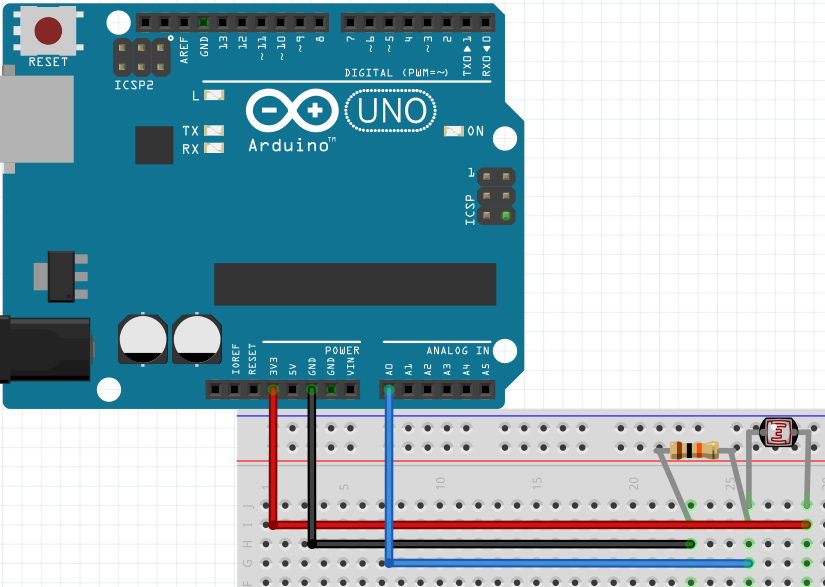 RESET
ICSP2
AREF
GND
13
12
~11
~10
~9
8
7
~6
~5
4
~3
2
TX0▶1
RX0◀0
DIGITAL (PWM=~)
L
TX
RX
UNO
Arduino™
ON
1
ICSP
POWER
ANALOG IN
IOREF
RESET
3V3
5V
GND
GND
VIN
A0
A1
A2
A3
A4
A5
1
5
10
15
20
25
J
I
H
G
F